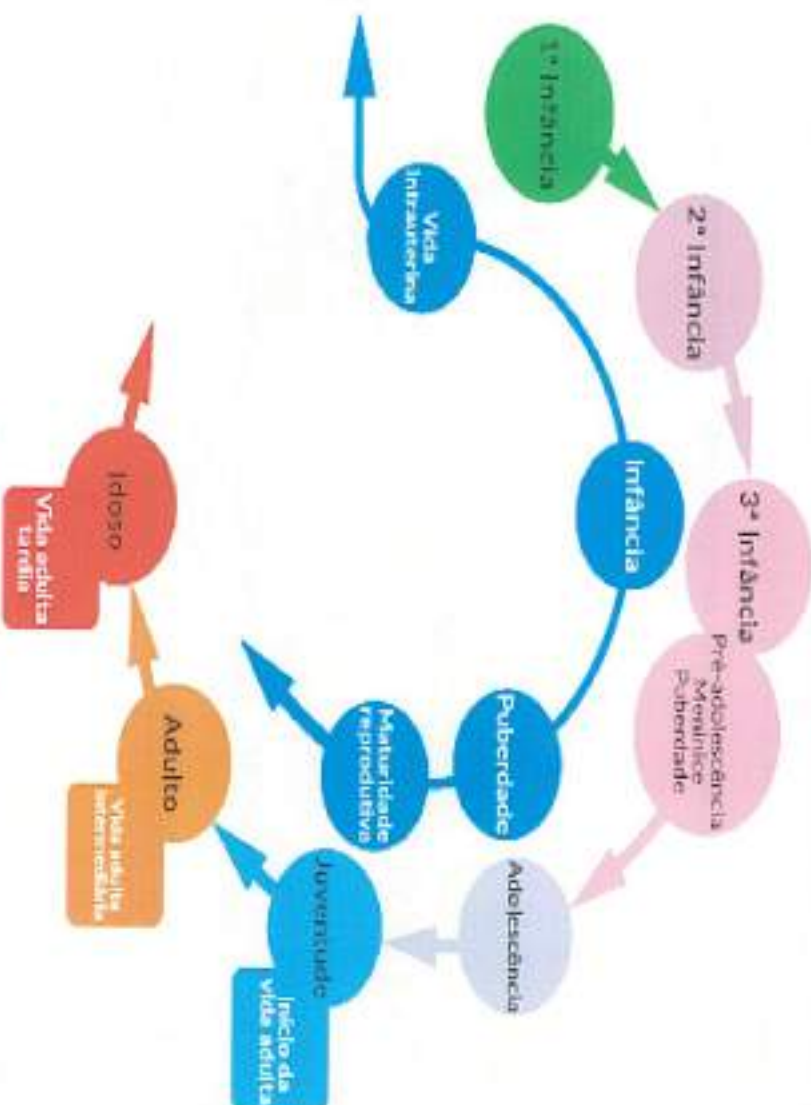 1ª Infância
2ª Infância
3ª Infância
Pré-adolescência
Meninice
Puberdade
Adolescência
Juventude
Início da
vida adulta
Adulto
Vida adulta
intermediária
Idoso
Vida adulta
tardia
Vida
Intrauterina
Infância
Puberdade
Maturidade
reprodutiva